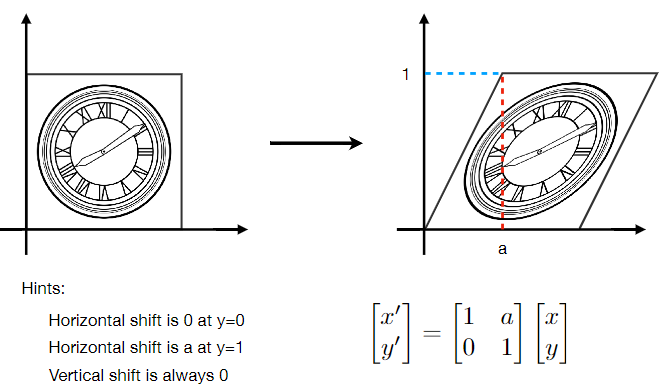 1
a
Hints:
Horizontal shift is 0 at y=0
Horizontal shift is a at y=1
Vertical shift is always 0
[x′ y′] = [1 a 0 1] [x y]